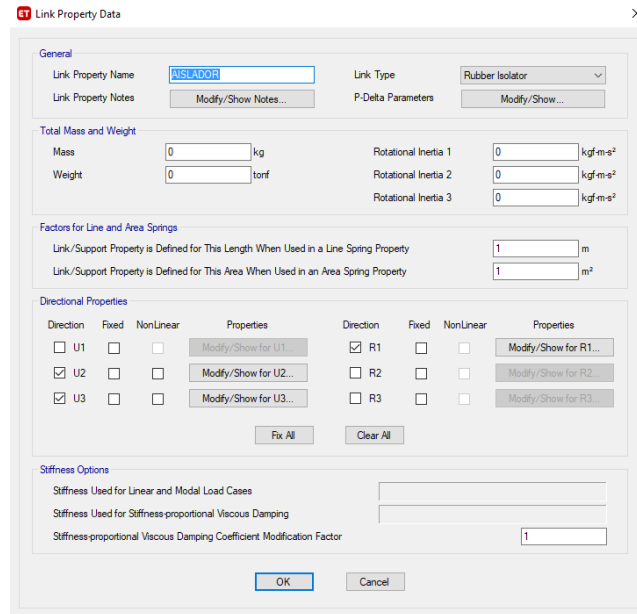 ET Link Property Data
General
Link Property Name AISLADOR Link Type Rubber Isolator
Link Property Notes Modify/Show Notes... P-Delta Parameters Modify/Show...
Total Mass and Weight
Mass 0 kg Rotational Inertia 1 0 kgf-m-s²
Weight 0 tonf Rotational Inertia 2 0 kgf-m-s²
Rotational Inertia 3 0 kgf-m-s²
Factors for Line and Area Springs
Link/Support Property is Defined for This Length When Used in a Line Spring Property 1 m
Link/Support Property is Defined for This Area When Used in an Area Spring Property 1 m²
Directional Properties
Direction Fixed NonLinear Properties Direction Fixed NonLinear Properties
U1 Modify/Show for U1... R1 Modify/Show for R1...
U2 Modify/Show for U2... R2 Modify/Show for R2...
U3 Modify/Show for U3... R3 Modify/Show for R3...
Fix All Clear All
Stiffness Options
Stiffness Used for Linear and Modal Load Cases
Stiffness Used for Stiffness-proportional Viscous Damping
Stiffness-proportional Viscous Damping Coefficient Modification Factor 1
OK Cancel